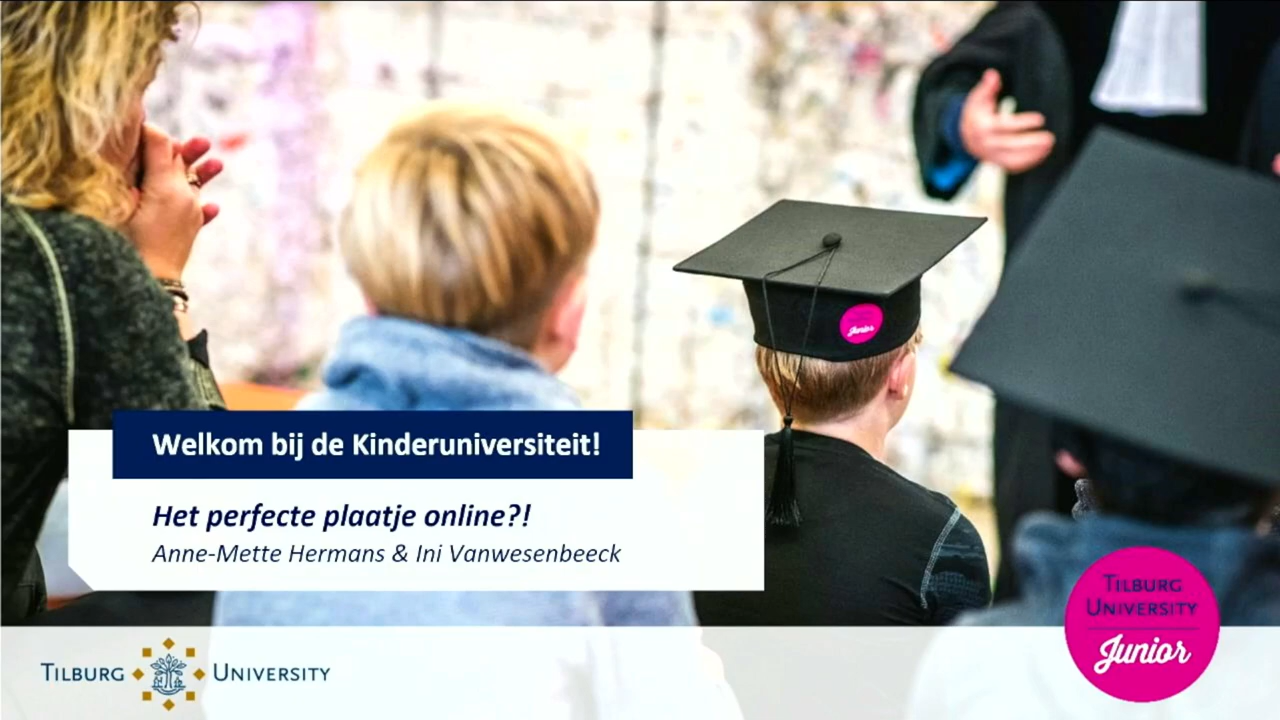 Junior
Welkom bij de Kinderuniversiteit!
Het perfecte plaatje online?!
Anne-Mette Hermans & Ini Vanwesenbeeck
TILBURG UNIVERSITY
TILBURG
UNIVERSITY
Junior